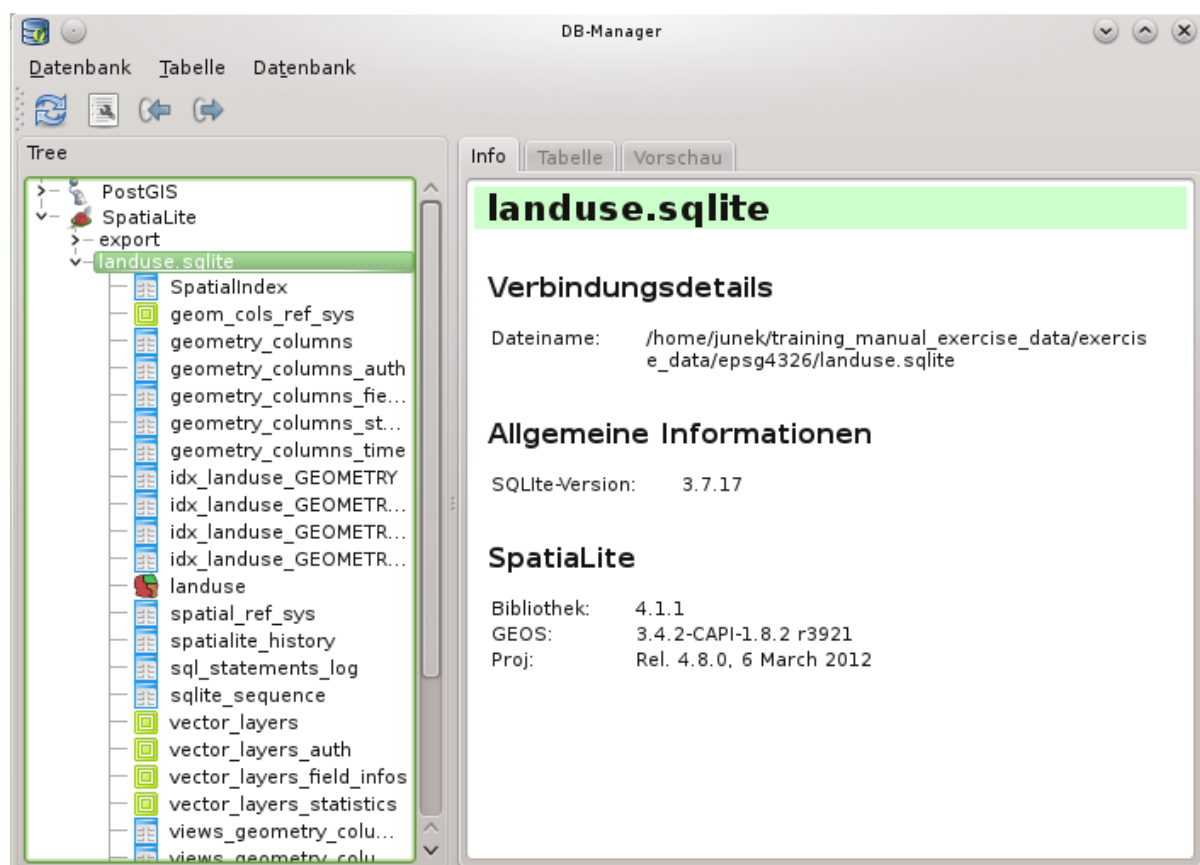 DB-Manager
Datenbank Tabelle Datenbank
Tree
PostGIS
SpatiaLite
export
landuse.sqlite
SpatialIndex
geom_cols_ref_sys
geometry_columns
geometry_columns_auth
geometry_columns_fie...
geometry_columns_st...
geometry_columns_time
idx_landuse_GEOMETRY
idx_landuse_GEOMETR...
idx_landuse_GEOMETR...
idx_landuse_GEOMETR...
landuse
spatial_ref_sys
spatialite_history
sql_statements_log
sqlite_sequence
vector_layers
vector_layers_auth
vector_layers_field_infos
vector_layers_statistics
views_geometry_colu...
views_geometry_colu
Info Tabelle Vorschau
landuse.sqlite
Verbindungsdetails
Dateiname: /home/junek/training_manual_exercise_data/exercis
e_data/epsg4326/landuse.sqlite
Allgemeine Informationen
SQLIte-Version: 3.7.17
SpatiaLite
Bibliothek: 4.1.1
GEOS: 3.4.2-CAPI-1.8.2 r3921
Proj: Rel. 4.8.0, 6 March 2012